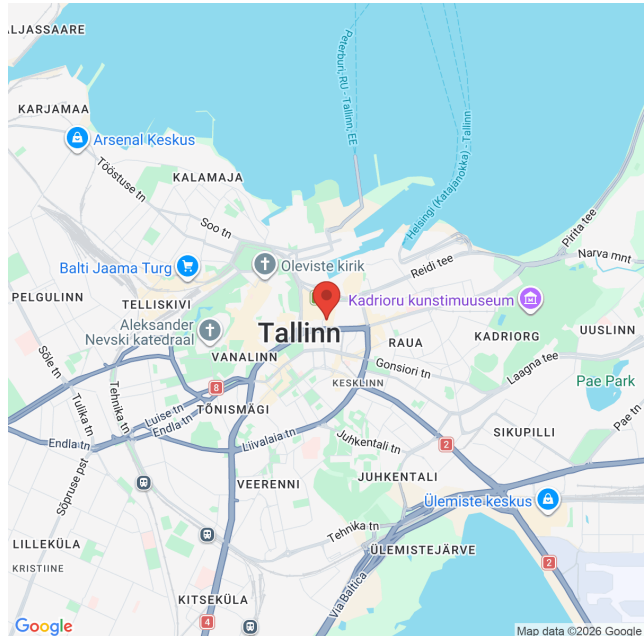 ALJASSAARE
Peterburi, RU - Tallinn, EE
KARJAMAA
Arsenal Keskus
Tööstuse tn
KALAMAJA
Helsingi (Katajanokka) - Tallinn
Soo tn
Pirita tee
Balti Jaama Turg
Oleviste kirik
Reidi tee
Narva mnt
PELGULINN
TELLISKIVI
Kadrioru kunstimuuseum
Aleksander
Nevski katedraal
Tallinn
KADRIORG
UUSLINN
RAUA
VANALINN
Gonsiori tn
Laagna tee
Sõle tn
Tulika tn
Tehnika tn
8
KESKLINN
Pae Park
Luise tn
TÕNISMÄGI
Pae tn
Endla tn
Endla tn
Liivalaia tn
Juhkentali tn
2
SIKUPILLI
Sõpruse pst
VEERENNI
JUHKENTALI
Ülemiste keskus
Tehnika tn
LILLEKÜLA
ÜLEMISTEJÄRVE
KRISTIINE
Via Baltica
2
KITSEKÜLA
4
Google
Map data ©2026 Google